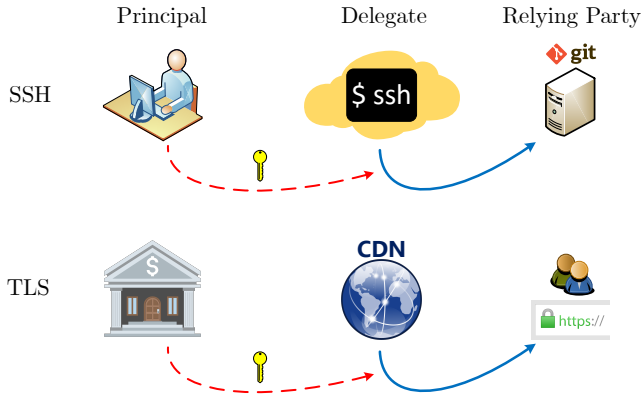 Principal Delegate Relying Party
git
SSH
$ ssh
$
CDN
TLS
https://